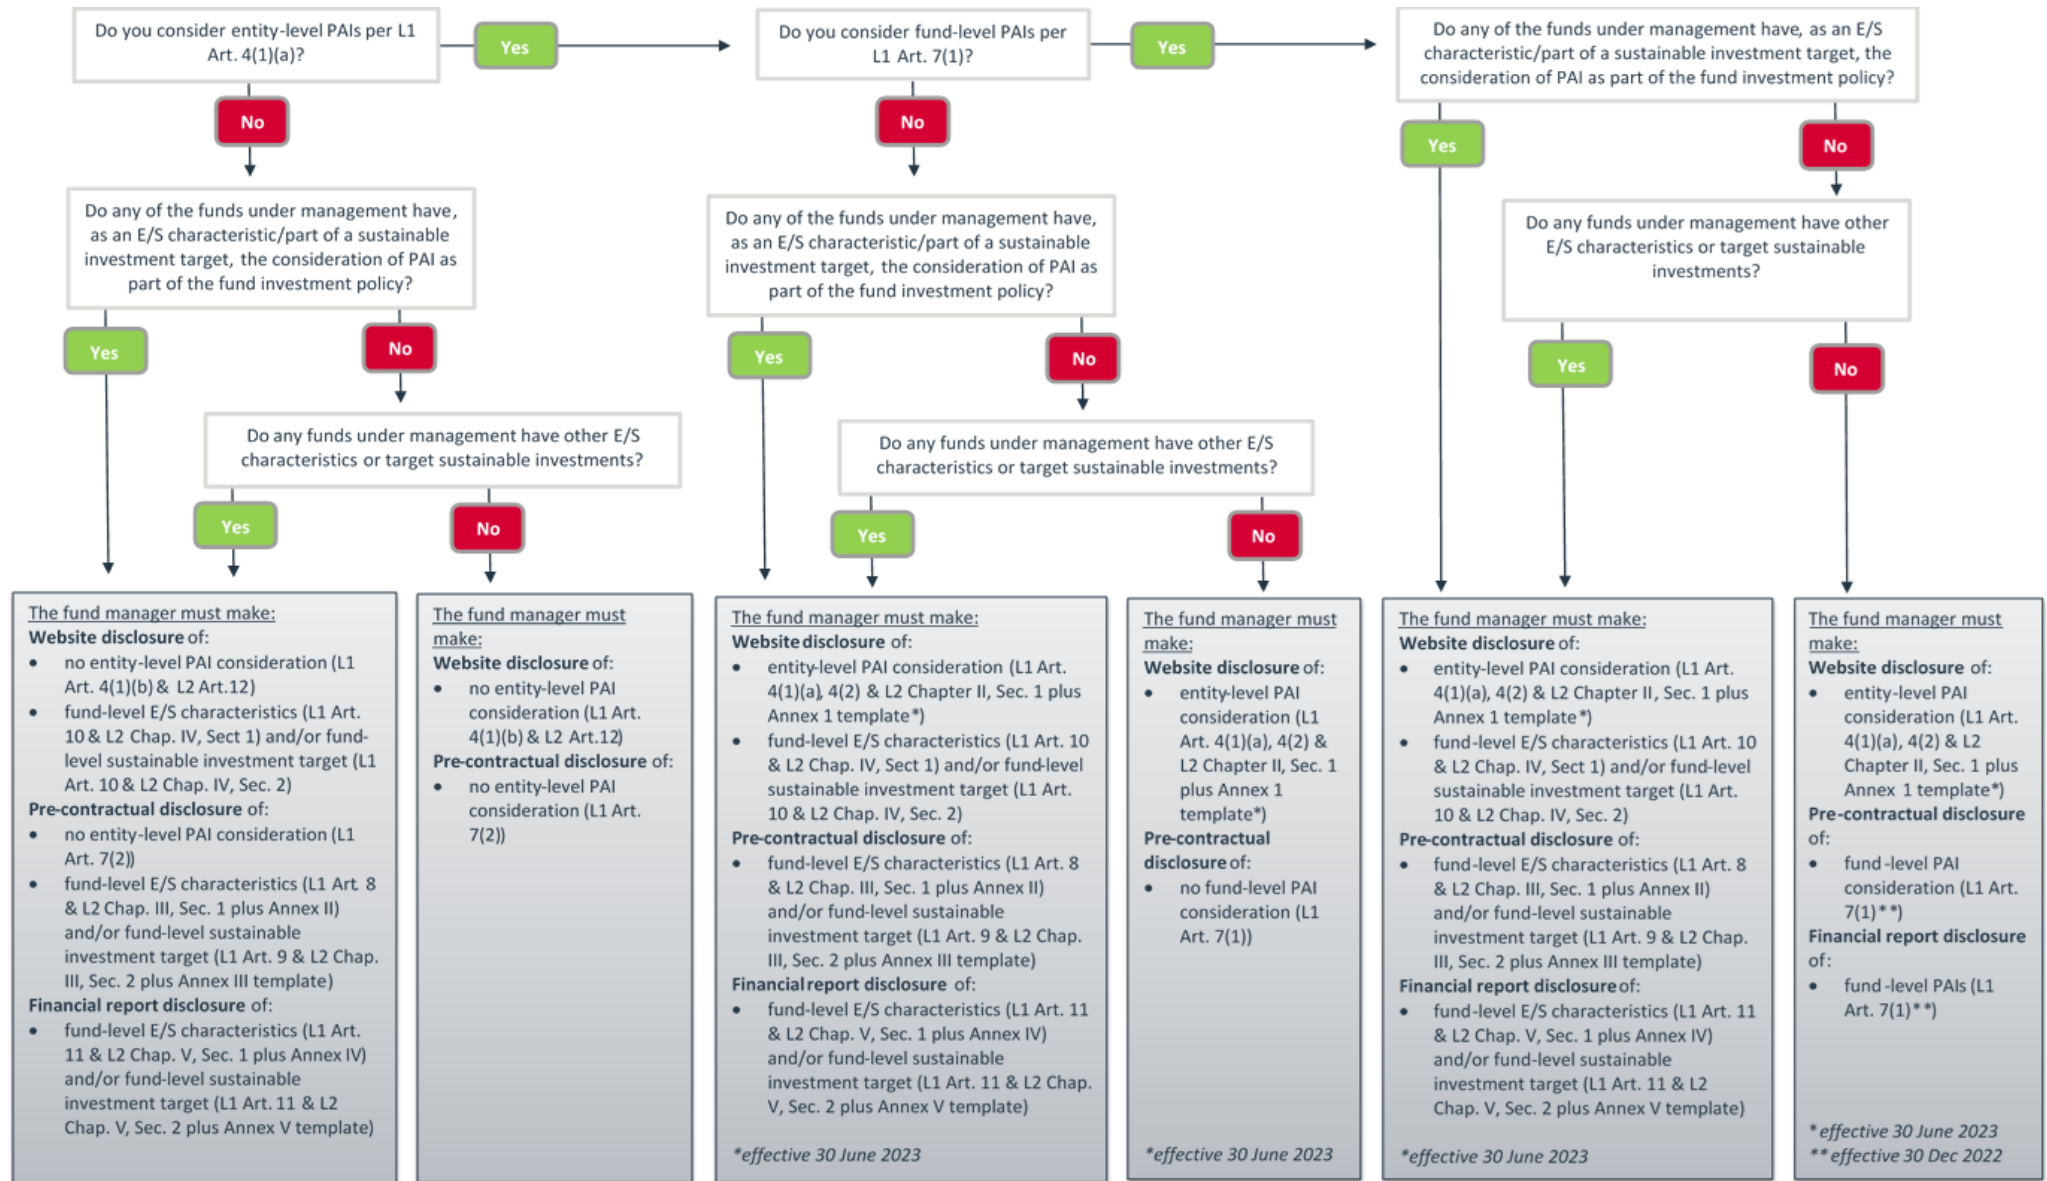 Do you consider entity-level PAIs per L1
Art. 4(1)(a)?
Yes
Do you consider fund-level PAIs per
L1 Art. 7(1)?
Yes
Do any of the funds under management have, as an E/S
characteristic/part of a sustainable investment target, the
consideration of PAI as part of the fund investment policy?
No
No
Yes
No
Do any of the funds under management have,
as an E/S characteristic/part of a sustainable
investment target, the consideration of PAI as
part of the fund investment policy?
Do any of the funds under management have,
as an E/S characteristic/part of a sustainable
investment target, the consideration of PAI as
part of the fund investment policy?
Do any funds under management have other
E/S characteristics or target sustainable
investments?
Yes
No
Yes
No
Yes
No
Do any funds under management have other E/S
characteristics or target sustainable investments?
Do any funds under management have other E/S
characteristics or target sustainable investments?
Yes
No
Yes
No
The fund manager must make:
Website disclosure of:
• no entity-level PAI consideration (L1
Art. 4(1)(b) & L2 Art.12)
• fund-level E/S characteristics (L1 Art.
10 & L2 Chap. IV, Sect 1) and/or fund-
level sustainable investment target (L1
Art. 10 & L2 Chap. IV, Sec. 2)
Pre-contractual disclosure of:
• no entity-level PAI consideration (L1
Art. 7(2))
• fund-level E/S characteristics (L1 Art. 8
& L2 Chap. III, Sec. 1 plus Annex II)
and/or fund-level sustainable
investment target (L1 Art. 9 & L2 Chap.
III, Sec. 2 plus Annex III template)
Financial report disclosure of:
• fund-level E/S characteristics (L1 Art.
11 & L2 Chap. V, Sec. 1 plus Annex IV)
and/or fund-level sustainable
investment target (L1 Art. 11 & L2
Chap. V, Sec. 2 plus Annex V template)
The fund manager must
make:
Website disclosure of:
• no entity-level PAI
consideration (L1 Art.
4(1)(b) & L2 Art.12)
Pre-contractual disclosure of:
• no entity-level PAI
consideration (L1 Art.
7(2))
The fund manager must make:
Website disclosure of:
• entity-level PAI consideration (L1 Art.
4(1)(a), 4(2) & L2 Chapter II, Sec. 1 plus
Annex 1 template*)
• fund-level E/S characteristics (L1 Art. 10
& L2 Chap. IV, Sect 1) and/or fund-level
sustainable investment target (L1 Art.
10 & L2 Chap. IV, Sec. 2)
Pre-contractual disclosure of:
• fund-level E/S characteristics (L1 Art. 8
& L2 Chap. III, Sec. 1 plus Annex II)
and/or fund-level sustainable
investment target (L1 Art. 9 & L2 Chap.
III, Sec. 2 plus Annex III template)
Financial report disclosure of:
• fund-level E/S characteristics (L1 Art. 11
& L2 Chap. V, Sec. 1 plus Annex IV)
and/or fund-level sustainable
investment target (L1 Art. 11 & L2 Chap.
V, Sec. 2 plus Annex V template)
*effective 30 June 2023
The fund manager must
make:
Website disclosure of:
• entity-level PAI
consideration (L1
Art. 4(1)(a), 4(2) &
L2 Chapter II, Sec. 1
plus Annex 1
template*)
Pre-contractual
disclosure of:
• no fund-level PAI
consideration (L1
Art. 7(1))
*effective 30 June 2023
The fund manager must make:
Website disclosure of:
• entity-level PAI consideration (L1 Art.
4(1)(a), 4(2) & L2 Chapter II, Sec. 1 plus
Annex 1 template*)
• fund-level E/S characteristics (L1 Art. 10
& L2 Chap. IV, Sect 1) and/or fund-level
sustainable investment target (L1 Art.
10 & L2 Chap. IV, Sec. 2)
Pre-contractual disclosure of:
• fund-level E/S characteristics (L1 Art. 8
& L2 Chap. III, Sec. 1 plus Annex II)
and/or fund-level sustainable
investment target (L1 Art. 9 & L2 Chap.
III, Sec. 2 plus Annex III template)
Financial report disclosure of:
• fund-level E/S characteristics (L1 Art. 11
& L2 Chap. V, Sec. 1 plus Annex IV)
and/or fund-level sustainable
investment target (L1 Art. 11 & L2
Chap. V, Sec. 2 plus Annex V template)
*effective 30 June 2023
The fund manager must
make:
Website disclosure of:
• entity-level PAI
consideration (L1 Art.
4(1)(a), 4(2) & L2
Chapter II, Sec. 1 plus
Annex 1 template*)
Pre-contractual disclosure
of:
• fund-level PAI
consideration (L1 Art.
7(1)**)
Financial report disclosure
of:
• fund-level PAIs (L1
Art. 7(1)**)
*effective 30 June 2023
**effective 30 Dec 2022